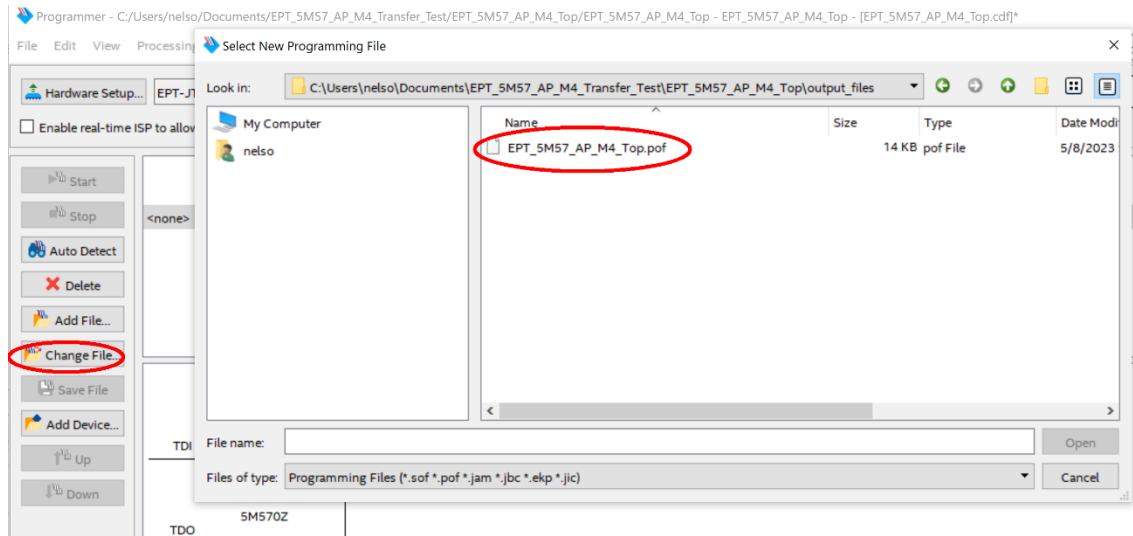 Programmer - C:/Users/nelso/Documents/EPT_5M57_AP_M4_Transfer_Test/EPT_5M57_AP_M4_Top/EPT_5M57_AP_M4_Top - EPT_5M57_AP_M4_Top - [EPT_5M57_AP_M4_Top.cdf]*
File Edit View Processing
Select New Programming File
Hardware Setup...
EPT-JT
Enable real-time ISP to allow
Start
Stop
<none>
Auto Detect
Delete
Add File...
Change File...
Save File
Add Device...
Up
Down
TDI
TDO
5M570Z
Look in: C:\Users\nelso\Documents\EPT_5M57_AP_M4_Transfer_Test\EPT_5M57_AP_M4_Top\output_files
My Computer
nelso
Name Size Type Date Modi
EPT_5M57_AP_M4_Top.pof 14 KB pof File 5/8/2023
File name:
Open
Files of type: Programming Files (*.sof *.pof *.jam *.jbc *.ekp *.jic)
Cancel